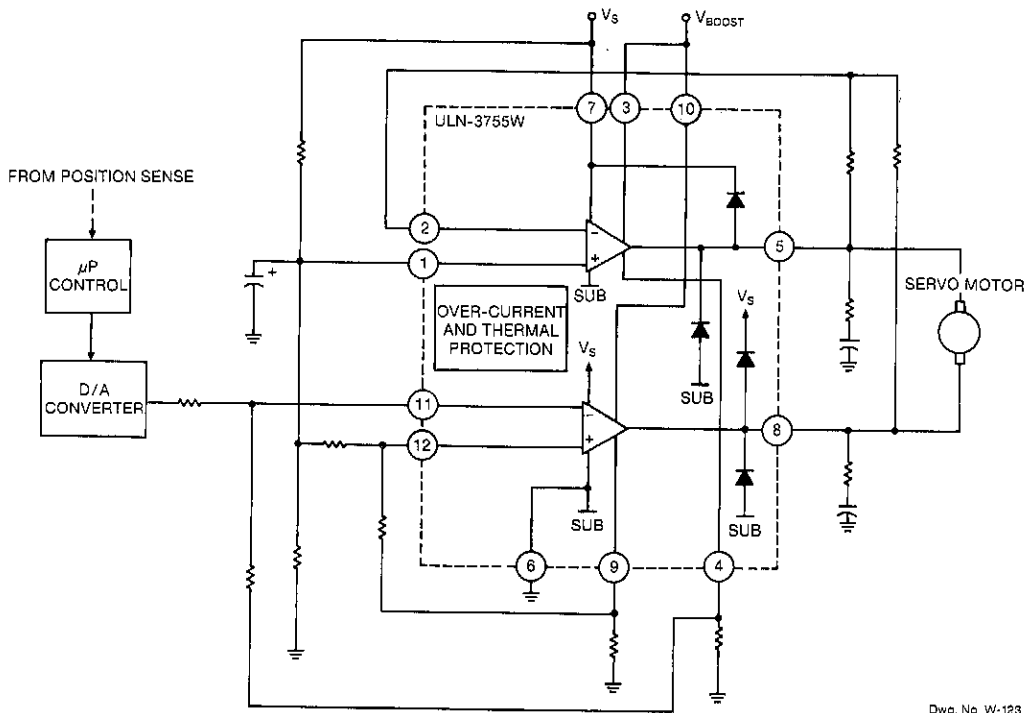 VS
VBOOST
7
3
10
ULN-3755W
FROM POSITION SENSE
2
−
5
µP
CONTROL
+
1
+
SERVO MOTOR
SUB
OVER-CURRENT
AND THERMAL
PROTECTION
VS
VS
D/A
CONVERTER
SUB
11
−
8
12
+
SUB
SUB
6
9
4
Dwg. No. W-123